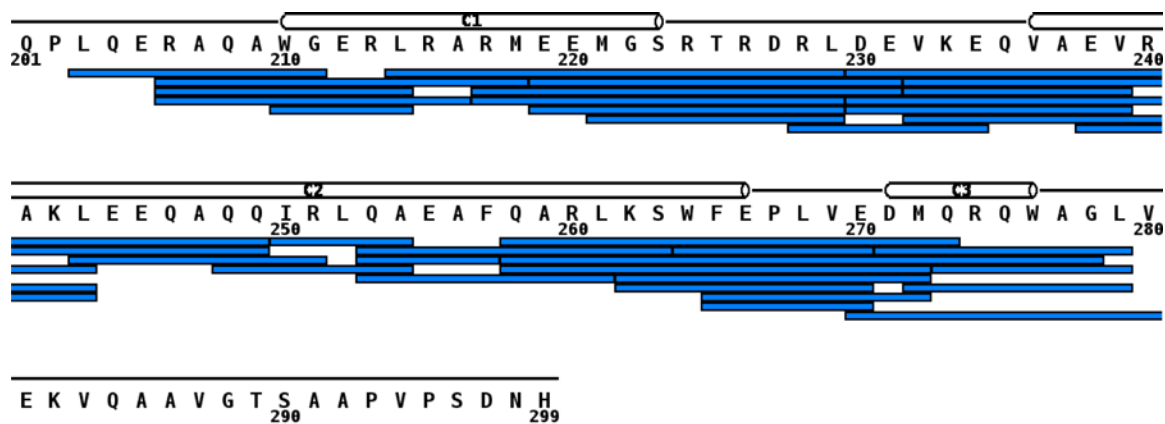 C1
Q P L Q E R A Q A W G E R L R A R M E E M G S R T R D R L D E V K E Q V A E V R
201 210 220 230 240
C2 C3
A K L E E Q A Q Q I R L Q A E A F Q A R L K S W F E P L V E D M Q R Q W A G L V
250 260 270 280
E K V Q A A V G T S A A P V P S D N H
290 299